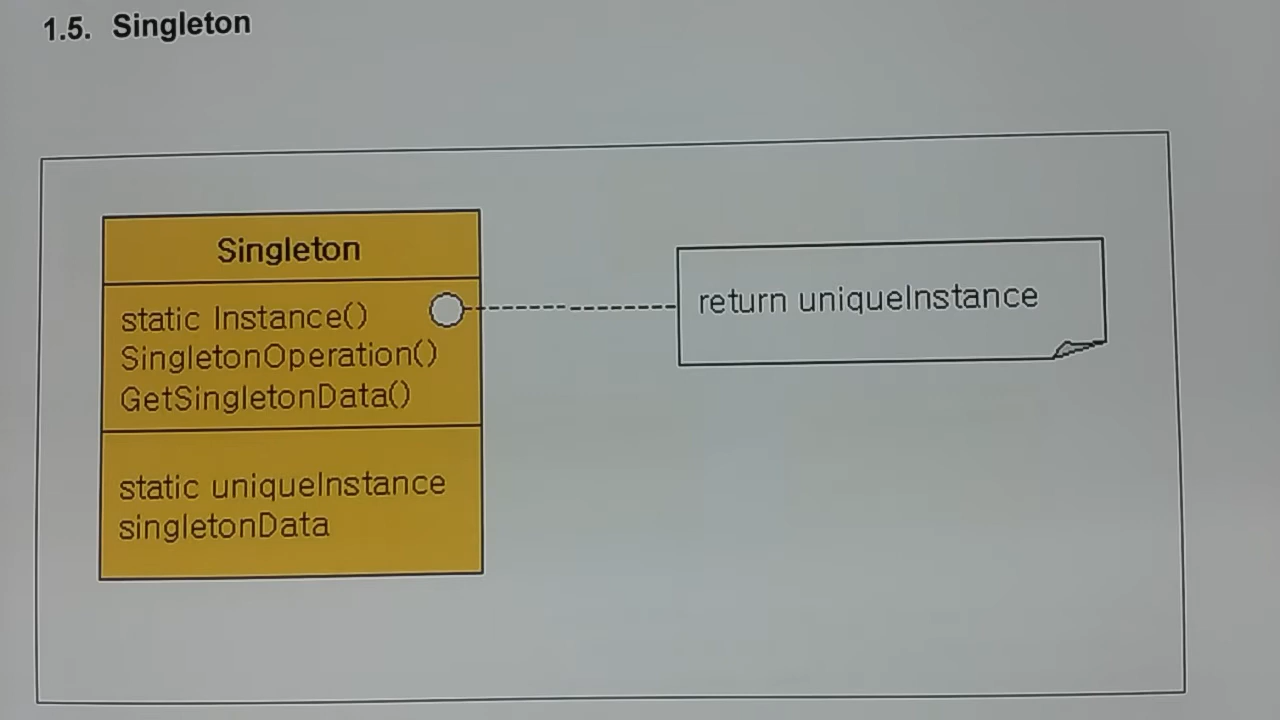 1.5. Singleton
Singleton
static Instance()
SingletonOperation()
GetSingletonData()
static uniqueInstance
singletonData
return uniqueInstance